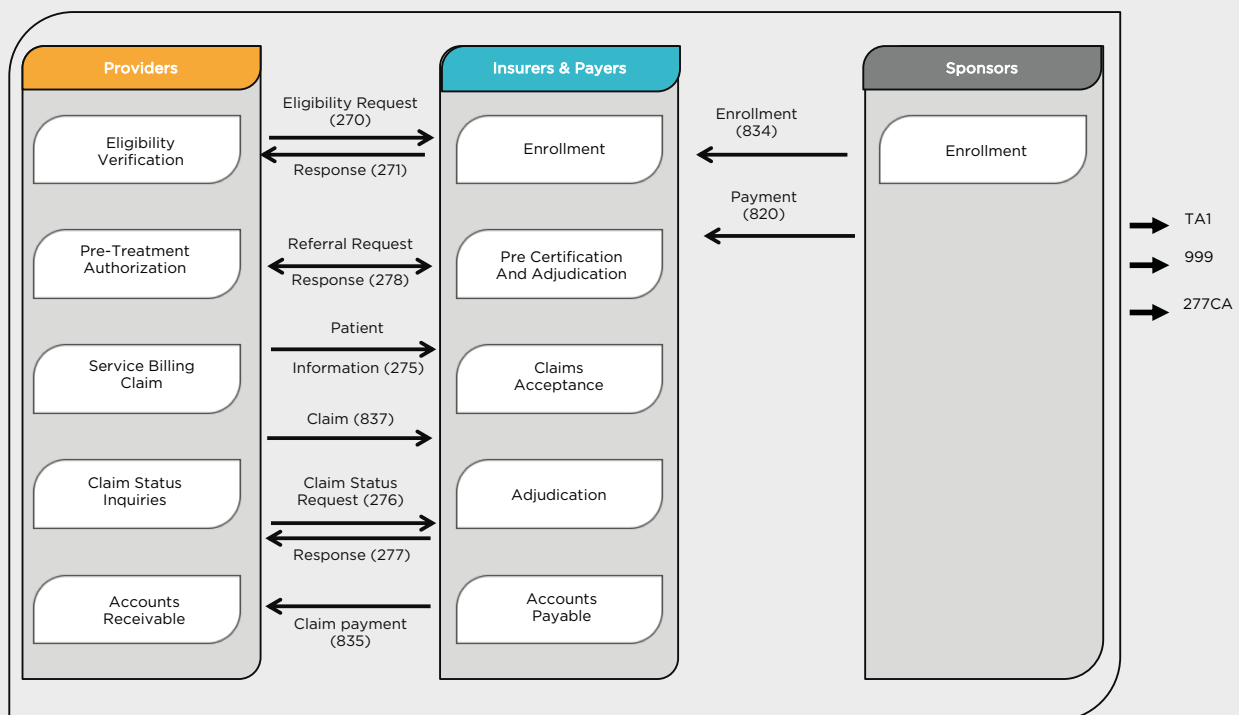 Providers
Eligibility
Verification
Pre-Treatment
Authorization
Service Billing
Claim
Claim Status
Inquiries
Accounts
Receivable
Eligibility Request
(270)
Response (271)
Referral Request
Response (278)
Patient
Information (275)
Claim (837)
Claim Status
Request (276)
Response (277)
Claim payment
(835)
Insurers & Payers
Enrollment
Pre Certification
And Adjudication
Claims
Acceptance
Adjudication
Accounts
Payable
Enrollment
(834)
Payment
(820)
Sponsors
Enrollment
TA1
999
277CA